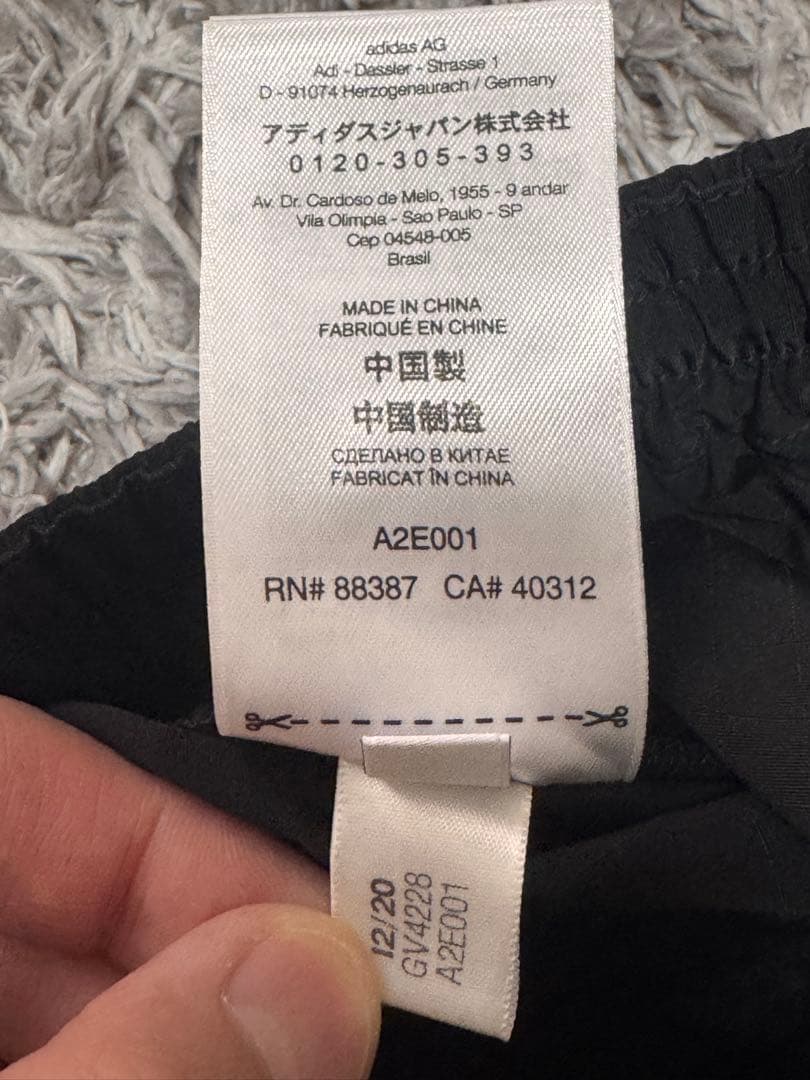 adidas AG
Adi - Dassler - Strasse 1
D - 91074 Herzogenaurach / Germany
アディダスジャパン株式会社
0120-305-393
Av. Dr. Cardoso de Melo, 1955 - 9 andar
Vila Olimpia - Sao Paulo - SP
Cep 04548-005
Brasil
MADE IN CHINA
FABRIQUÉ EN CHINE
中国製
中国制造
СДЕЛАНО В КИТАЕ
FABRICAT ÎN CHINA
A2E001
RN# 88387 CA# 40312
12/20
GV4228
A2E001